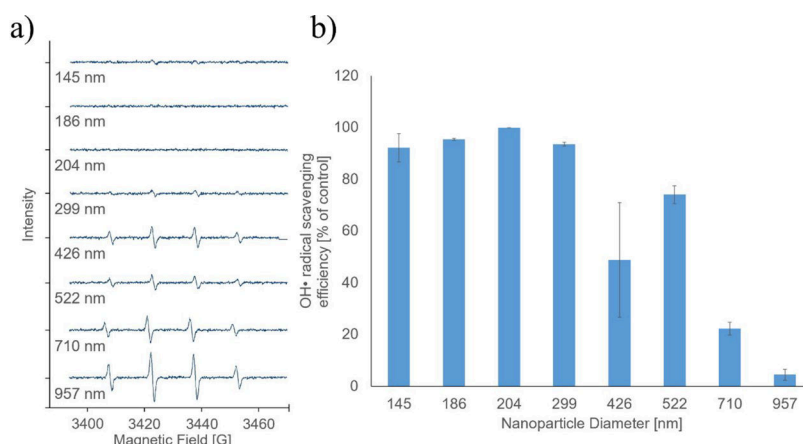 a)
145 nm
186 nm
204 nm
299 nm
426 nm
522 nm
710 nm
957 nm
Intensity
3400 3420 3440 3460
Magnetic Field [G]
b)
120
100
80
60
40
20
0
OH• radical scavenging
efficiency [% of control]
145 186 204 299 426 522 710 957
Nanoparticle Diameter [nm]